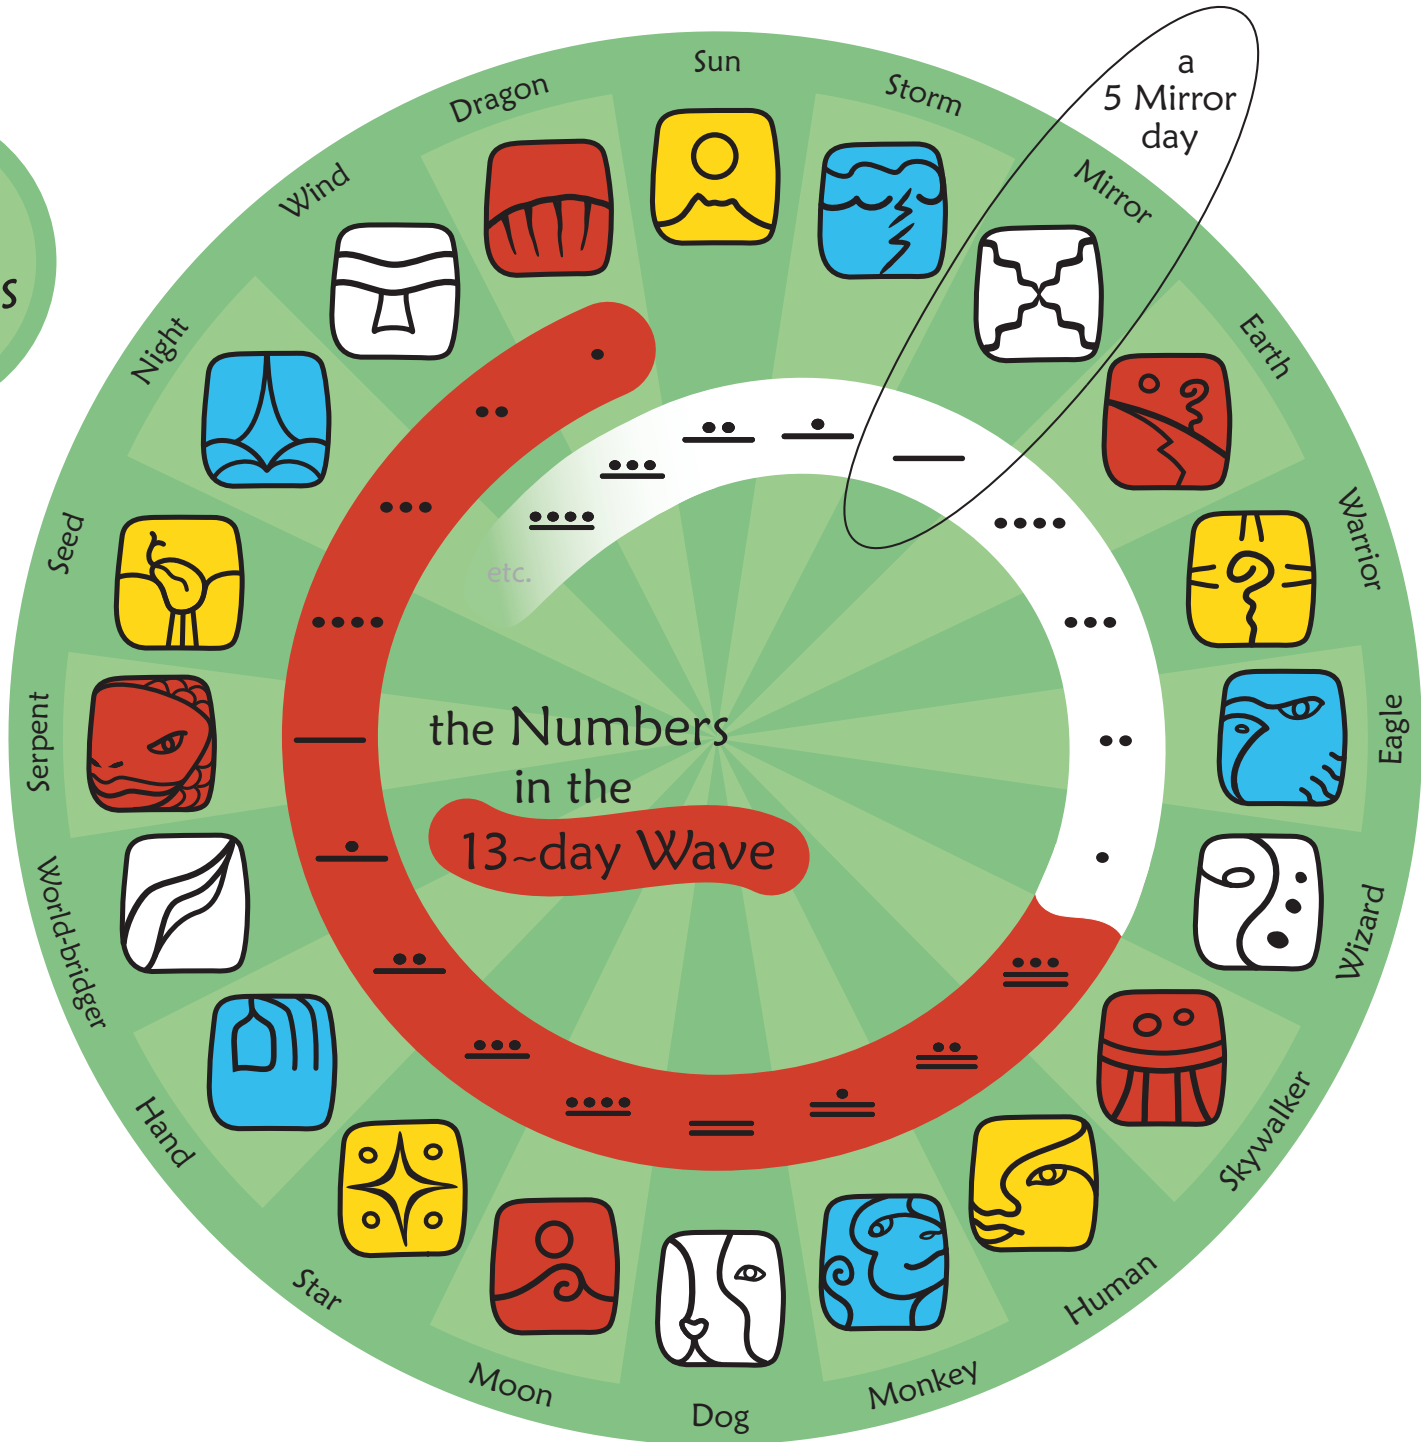 s
a
5 Mirror
day
Sun
Storm
Mirror
Earth
Warrior
Eagle
Wizard
Skywalker
Human
Monkey
Dog
Moon
Star
Hand
World-bridger
Serpent
Seed
Night
Wind
Dragon
etc.
the Numbers
in the
13~day Wave